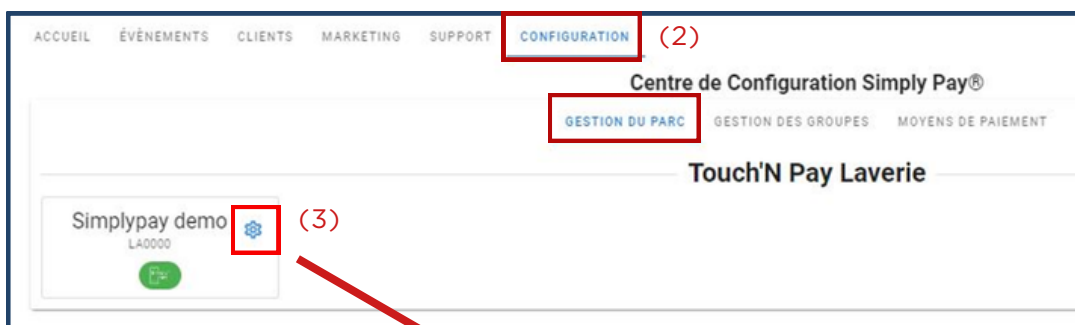 ACCUEIL ÉVÈNEMENTS CLIENTS MARKETING SUPPORT CONFIGURATION (2)
Centre de Configuration Simply Pay®
GESTION DU PARC GESTION DES GROUPES MOYENS DE PAIEMENT
Touch'N Pay Laverie
Simplypay demo (3)
LA0000